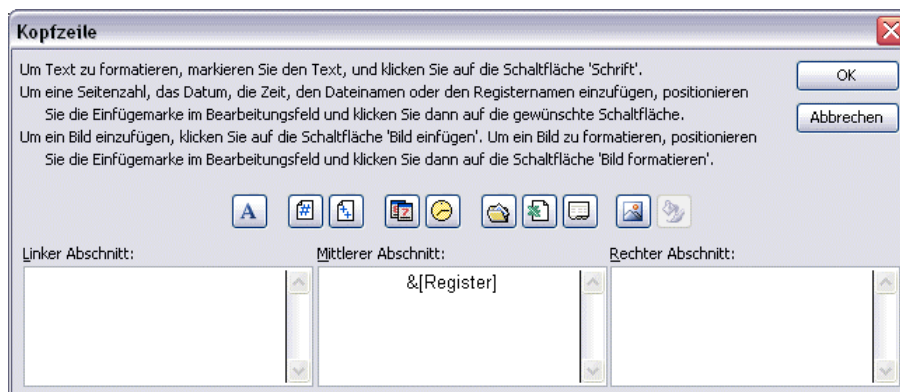 Kopfzeile
Um Text zu formatieren, markieren Sie den Text, und klicken Sie auf die Schaltfläche 'Schrift'.
Um eine Seitenzahl, das Datum, die Zeit, den Dateinamen oder den Registernamen einzufügen, positionieren
Sie die Einfügemarke im Bearbeitungsfeld und klicken Sie dann auf die gewünschte Schaltfläche.
Um ein Bild einzufügen, klicken Sie auf die Schaltfläche 'Bild einfügen'. Um ein Bild zu formatieren, positionieren
Sie die Einfügemarke im Bearbeitungsfeld und klicken Sie dann auf die Schaltfläche 'Bild formatieren'.
OK
Abbrechen
A
Linker Abschnitt: Mittlerer Abschnitt: Rechter Abschnitt:
&[Register]